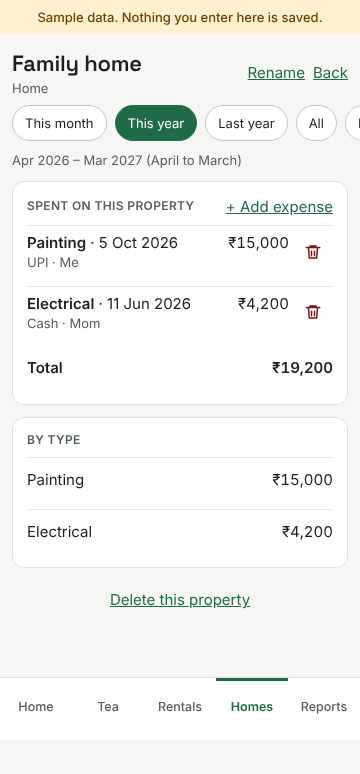 Sample data. Nothing you enter here is saved.
Family home
Rename Back
Home
This month This year Last year All
Apr 2026 – Mar 2027 (April to March)
SPENT ON THIS PROPERTY + Add expense
Painting · 5 Oct 2026 ₹15,000
UPI · Me
Electrical · 11 Jun 2026 ₹4,200
Cash · Mom
Total ₹19,200
BY TYPE
Painting ₹15,000
Electrical ₹4,200
Delete this property
Home Tea Rentals Homes Reports